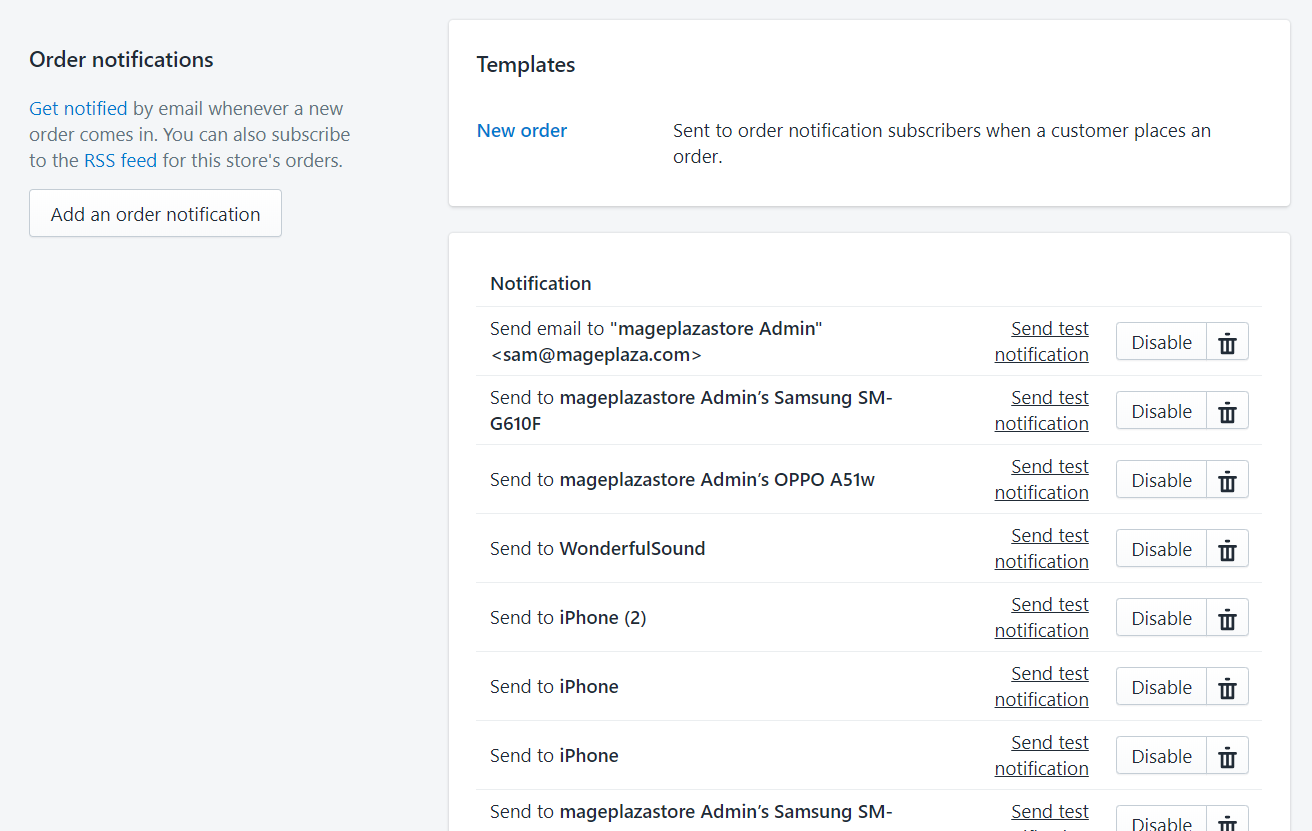 Order notifications
Get notified by email whenever a new
order comes in. You can also subscribe
to the RSS feed for this store's orders.
Add an order notification
Templates
New order
Sent to order notification subscribers when a customer places an
order.
Notification
Send email to "mageplazastore Admin"
<sam@mageplaza.com>
Send test
notification
Disable
Send to mageplazastore Admin’s Samsung SM-
G610F
Send test
notification
Disable
Send to mageplazastore Admin’s OPPO A51w
Send test
notification
Disable
Send to WonderfulSound
Send test
notification
Disable
Send to iPhone (2)
Send test
notification
Disable
Send to iPhone
Send test
notification
Disable
Send to iPhone
Send test
notification
Disable
Send to mageplazastore Admin’s Samsung SM-
Send test
Disable